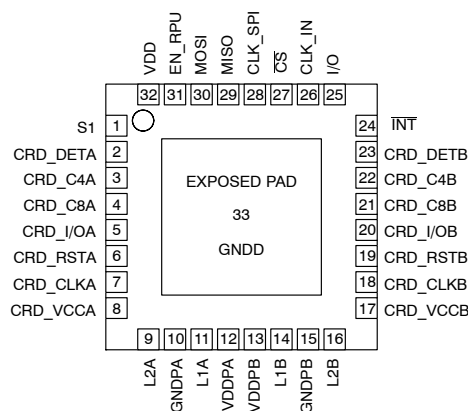 VDD
EN_RPU
MOSI
MISO
CLK_SPI
CS
CLK_IN
I/O
32 31 30 29 28 27 26 25
S1 1
CRD_DETA 2
CRD_C4A 3
CRD_C8A 4
CRD_I/OA 5
CRD_RSTA 6
CRD_CLKA 7
CRD_VCCA 8
EXPOSED PAD
33
GNDD
24 INT
23 CRD_DETB
22 CRD_C4B
21 CRD_C8B
20 CRD_I/OB
19 CRD_RSTB
18 CRD_CLKB
17 CRD_VCCB
9 10 11 12 13 14 15 16
L2A
GNDPA
L1A
VDDPA
VDDPB
L1B
GNDPB
L2B